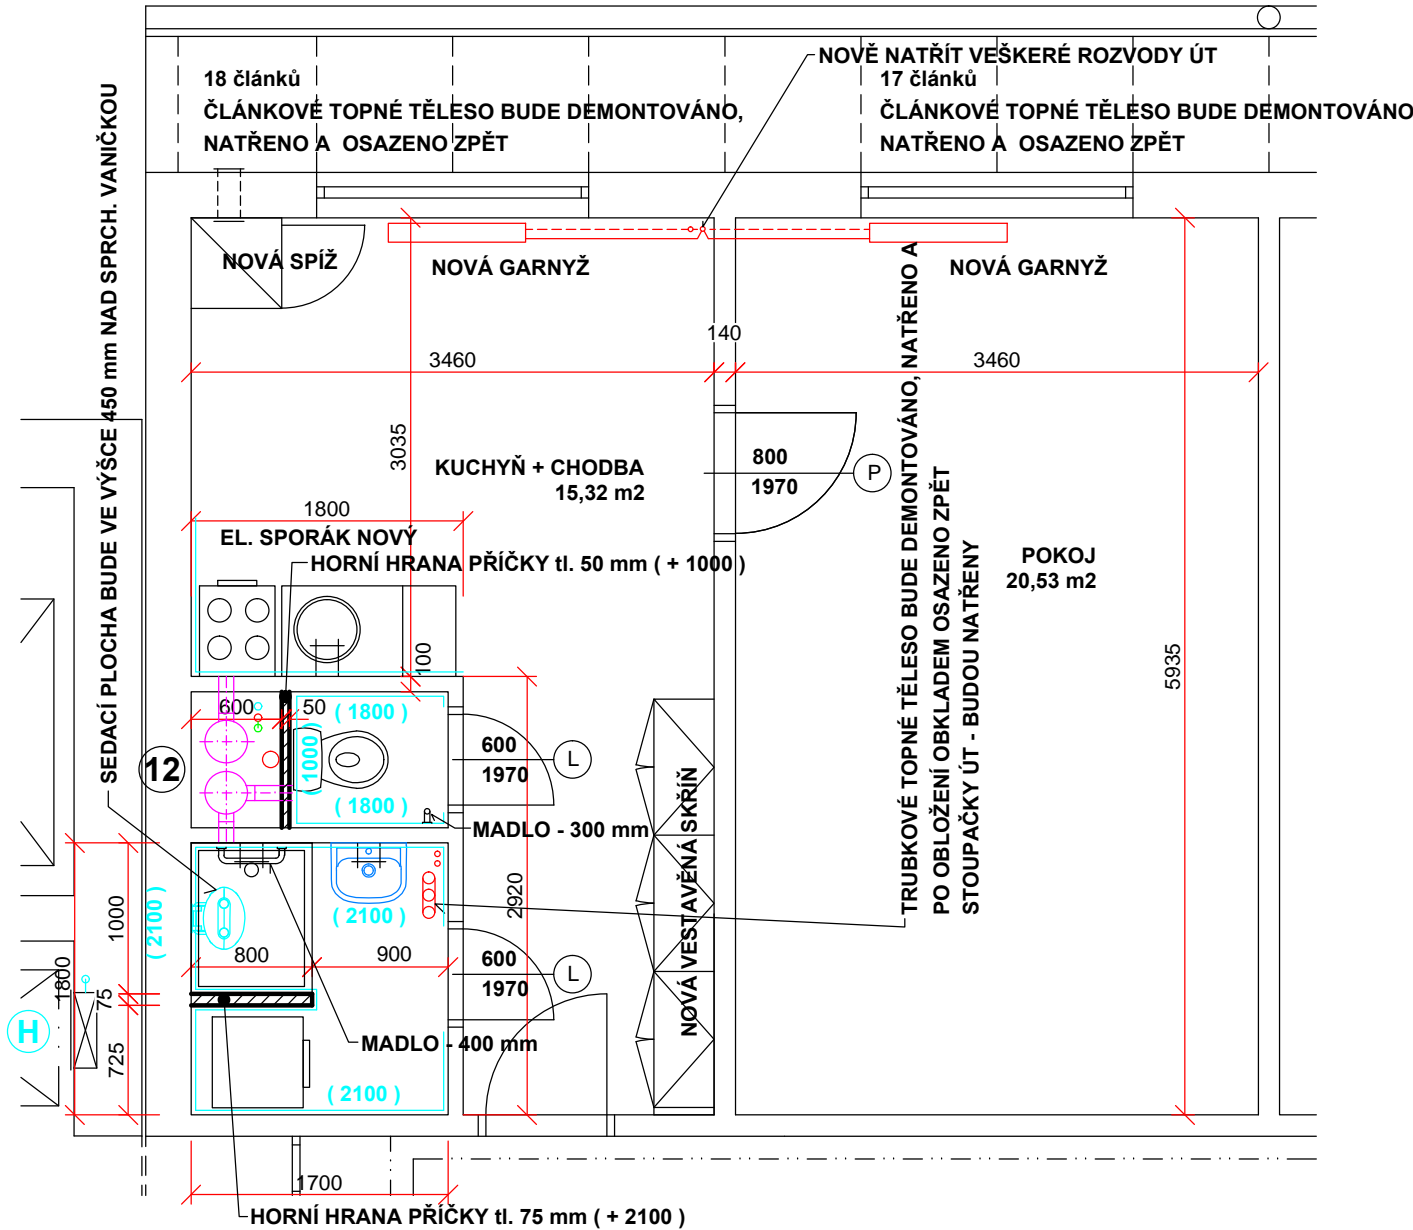 NOVĚ NATŘÍT VEŠKERÉ ROZVODY ÚT
18 článků
ČLÁNKOVÉ TOPNÉ TĚLESO BUDE DEMONTOVÁNO,
NATŘENO A OSAZENO ZPĚT
17 článků
ČLÁNKOVÉ TOPNÉ TĚLESO BUDE DEMONTOVÁNO
NATŘENO A OSAZENO ZPĚT
SEDACÍ PLOCHA BUDE VE VÝŠCE 450 mm NAD SPRCH. VANIČKOU
NOVÁ SPÍŽ
NOVÁ GARNYŽ
NOVÁ GARNYŽ
140
3460
3460
3035
KUCHYŇ + CHODBA
15,32 m2
800
1970
P
1800
EL. SPORÁK NOVÝ
HORNÍ HRANA PŘÍČKY tl. 50 mm ( + 1000 )
POKOJ
20,53 m2
TRUBKOVÉ TOPNÉ TĚLESO BUDE DEMONTOVÁNO, NATŘENO A
PO OBLOŽENÍ OBKLADEM OSAZENO ZPĚT
STOUPAČKY ÚT - BUDOU NATŘENY
5935
100
600
50
( 1800 )
( 1000 )
( 1800 )
600
1970
L
12
MADLO - 300 mm
NOVÁ VESTAVĚNÁ SKŘÍŇ
2920
( 2100 )
( 2100 )
1000
1800
75
725
800
900
600
1970
L
H
MADLO - 400 mm
( 2100 )
1700
HORNÍ HRANA PŘÍČKY tl. 75 mm ( + 2100 )